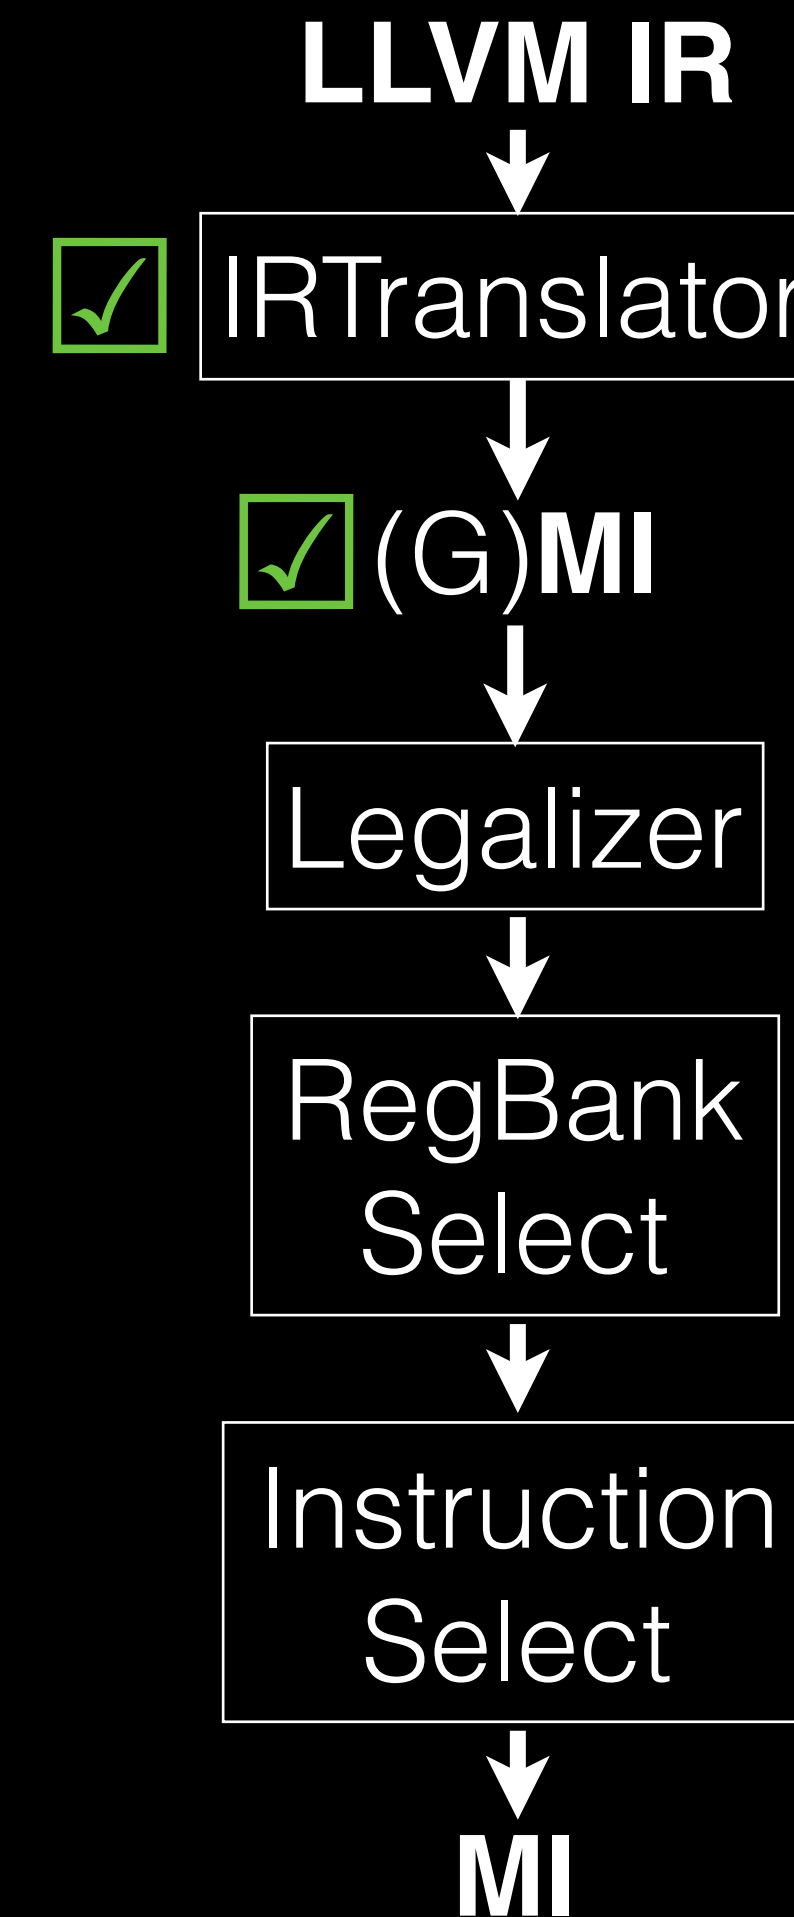 LLVM IR
IRTranslator
(G)MI
Legalizer
RegBank
Select
Instruction
Select
MI